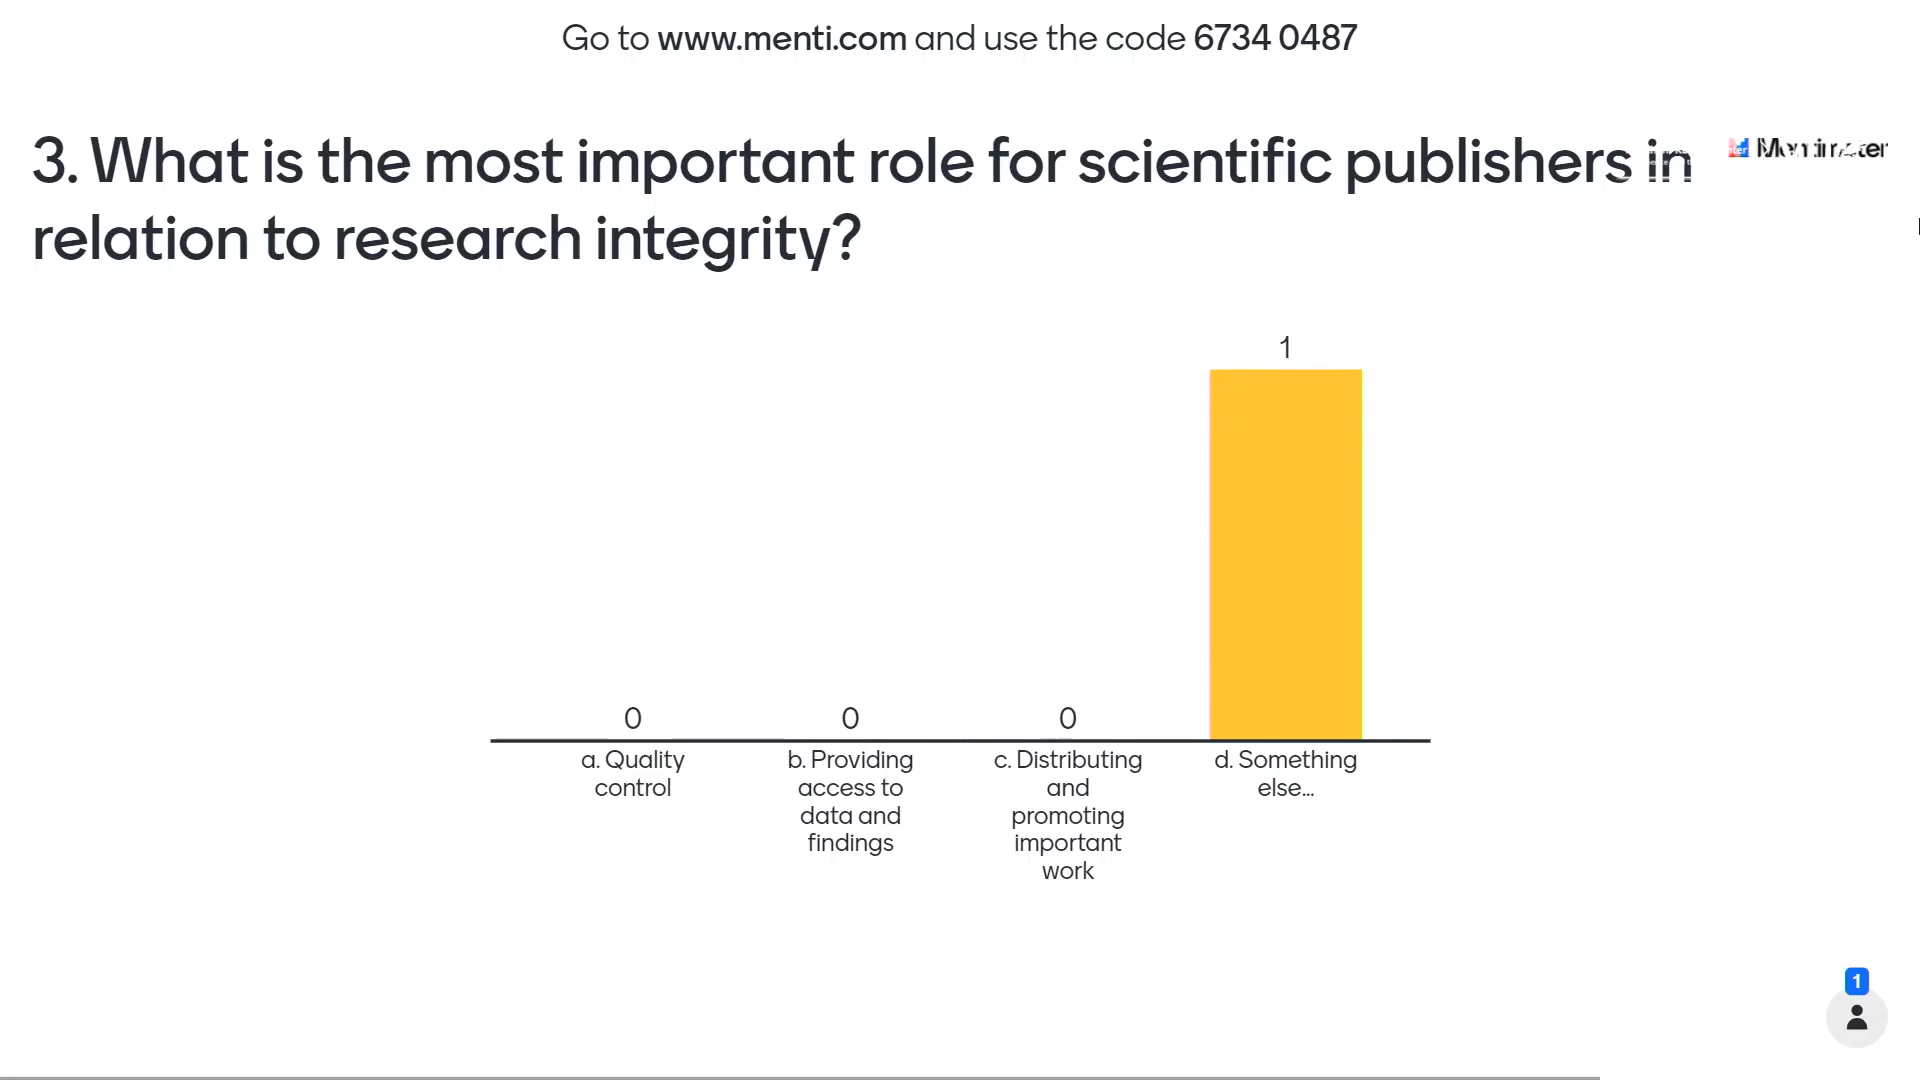 Go to www.menti.com and use the code 6734 0487
3. What is the most important role for scientific publishers in
relation to research integrity?
1
0
0
0
a. Quality
control
b. Providing
access to
data and
findings
c. Distributing
and
promoting
important
work
d. Something
else...
1